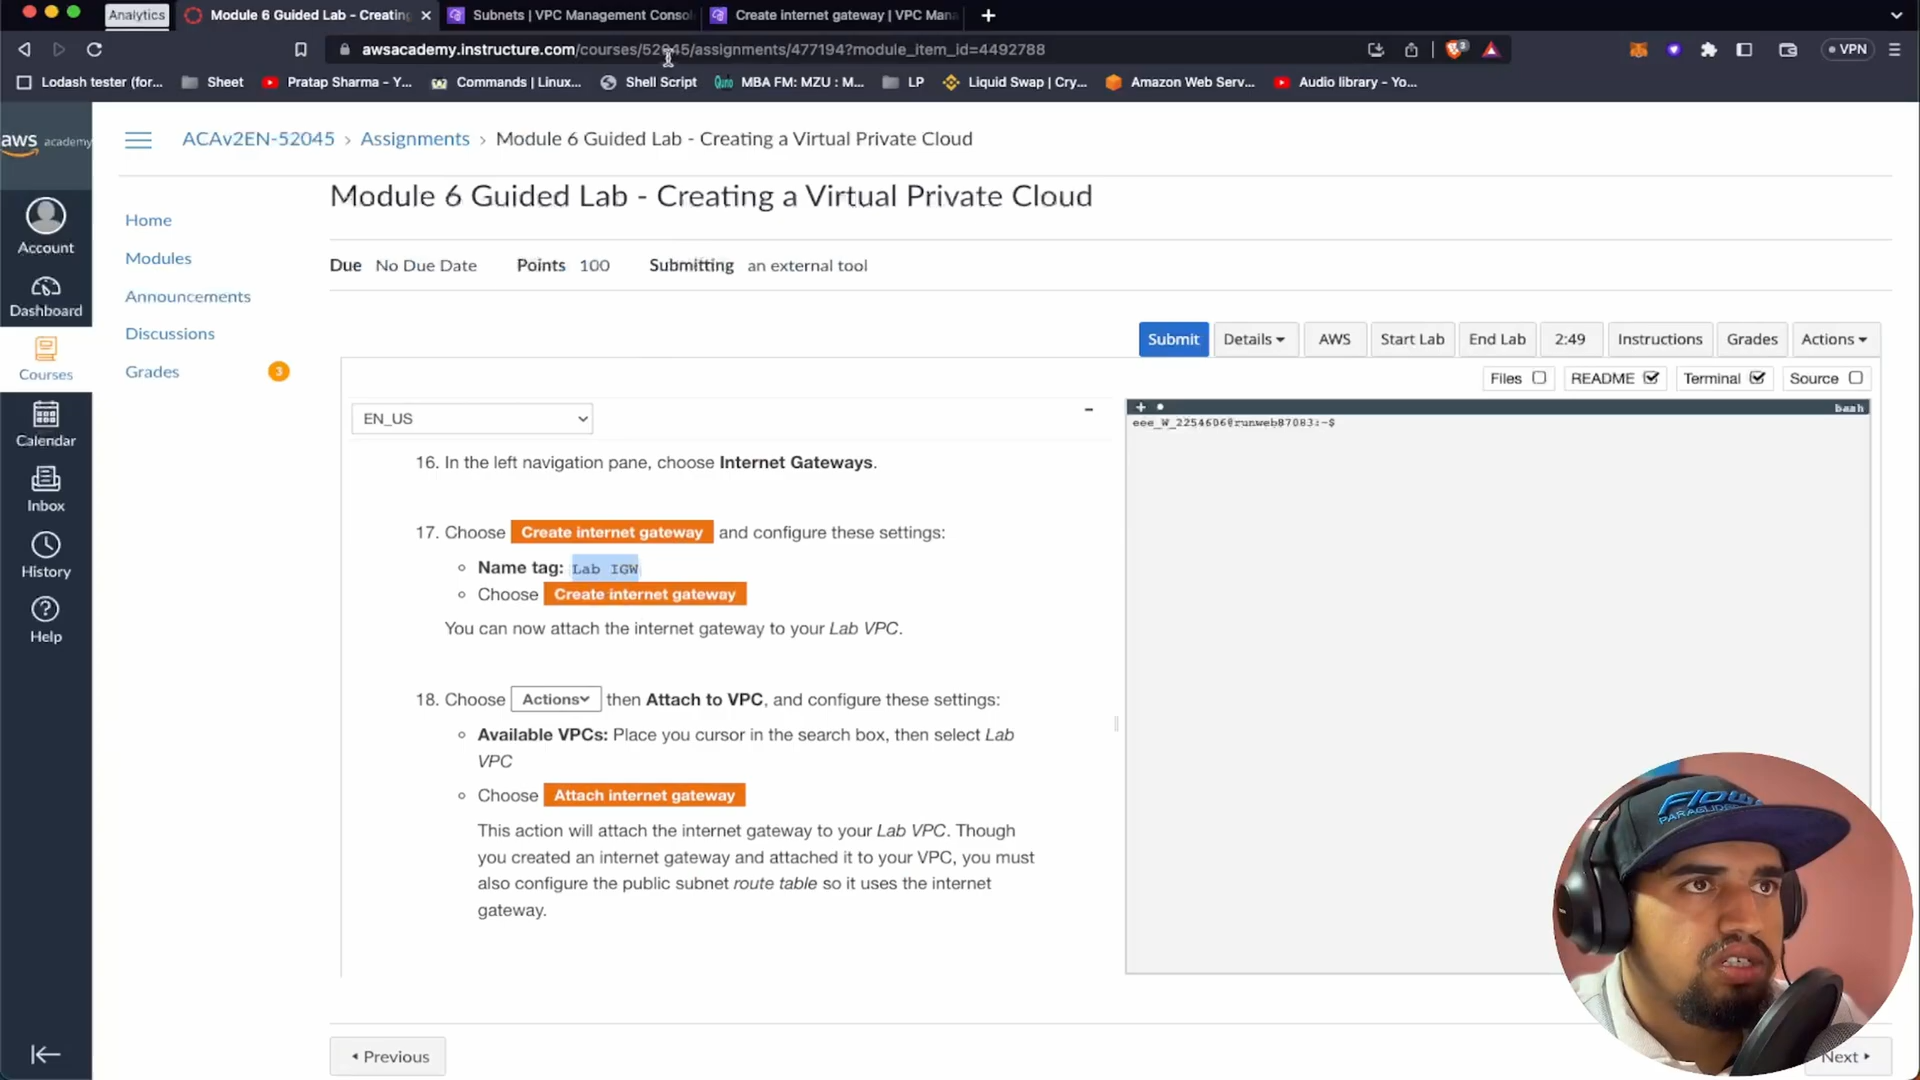 Analytics
Module 6 Guided Lab - Creating
Subnets | VPC Management Consol
Create internet gateway | VPC Man
awsacademy.instructure.com/courses/52045/assignments/477194?module_item_id=4492788
VPN
Lodash tester (for...
Sheet
Pratap Sharma - Y...
Commands | Linux...
Shell Script
MBA FM: MZU : M...
LP
Liquid Swap | Cry...
Amazon Web Serv...
Audio library - Yo...
aws academy
ACAv2EN-52045 › Assignments › Module 6 Guided Lab - Creating a Virtual Private Cloud
Account
Dashboard
Courses
Calendar
Inbox
History
Help
Home
Modules
Announcements
Discussions
Grades
3
Module 6 Guided Lab - Creating a Virtual Private Cloud
Due No Due Date Points 100 Submitting an external tool
Submit
Details
AWS
Start Lab
End Lab
2:49
Instructions
Grades
Actions
Files
README
Terminal
Source
EN_US
16. In the left navigation pane, choose Internet Gateways.
17. Choose Create internet gateway and configure these settings:
Name tag: Lab IGW
Choose Create internet gateway
You can now attach the internet gateway to your Lab VPC.
18. Choose Actions then Attach to VPC, and configure these settings:
Available VPCs: Place you cursor in the search box, then select Lab
VPC
Choose Attach internet gateway
This action will attach the internet gateway to your Lab VPC. Though
you created an internet gateway and attached it to your VPC, you must
also configure the public subnet route table so it uses the internet
gateway.
bash
eee_W_2254606@runweb87083:~$
Flow
PARAGLIDERS
Previous
Next